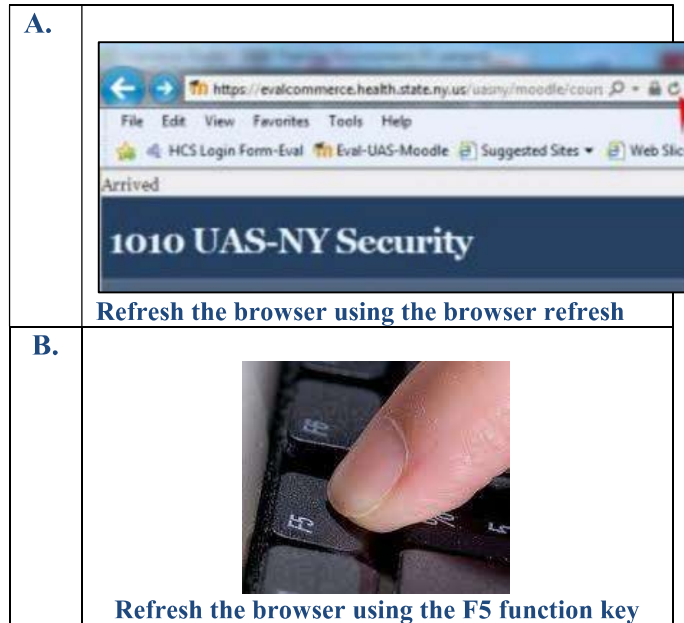 A.
https://evalcommerce.health.state.ny.us/uasny/moodle/cours
File Edit View Favorites Tools Help
HCS Login Form-Eval Eval-UAS-Moodle Suggested Sites Web Slic
Arrived
1010 UAS-NY Security
Refresh the browser using the browser refresh
B.
F5
%
5
Refresh the browser using the F5 function key